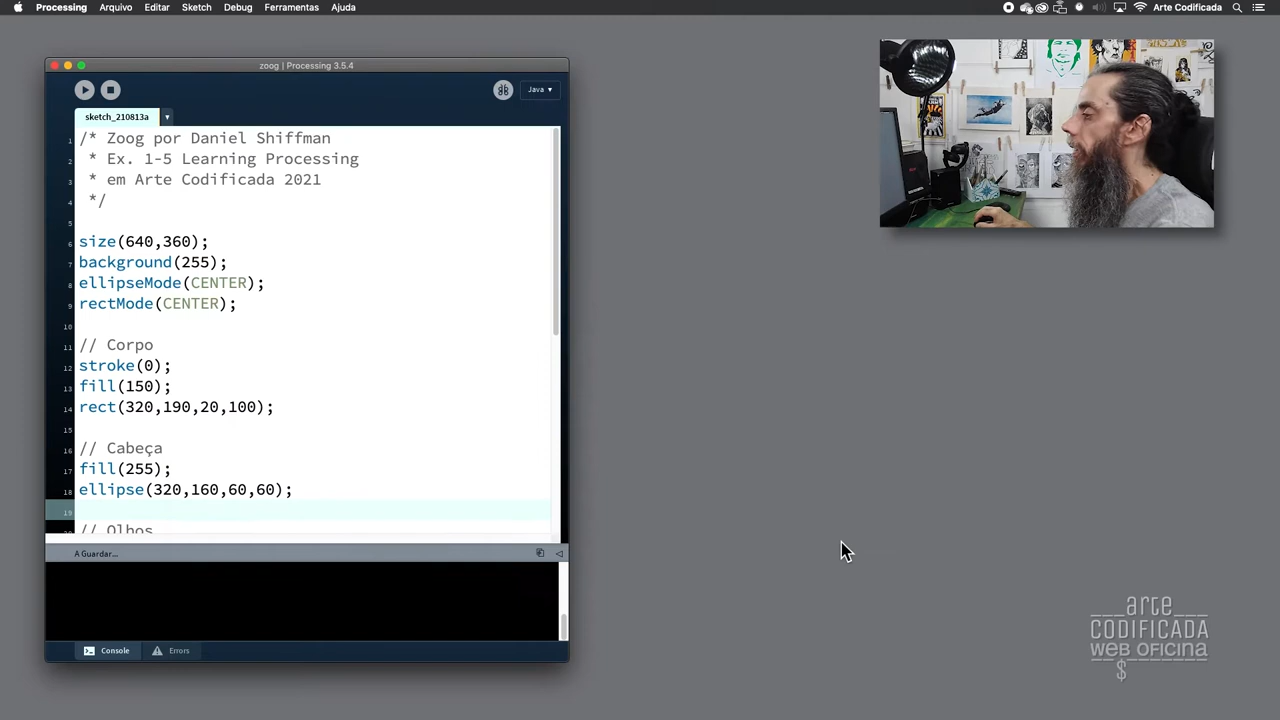 Processing Arquivo Editar Sketch Debug Ferramentas Ajuda Arte Codificada
zoog | Processing 3.5.4
Java ▾
sketch_210813a
1 /* Zoog por Daniel Shiffman
2 * Ex. 1-5 Learning Processing
3 * em Arte Codificada 2021
4 */
5
6 size(640,360);
7 background(255);
8 ellipseMode(CENTER);
9 rectMode(CENTER);
10
11 // Corpo
12 stroke(0);
13 fill(150);
14 rect(320,190,20,100);
15
16 // Cabeça
17 fill(255);
18 ellipse(320,160,60,60);
19
// Olhos
A Guardar...
Console Errors
arte
CODIFICADA
web oficina
$